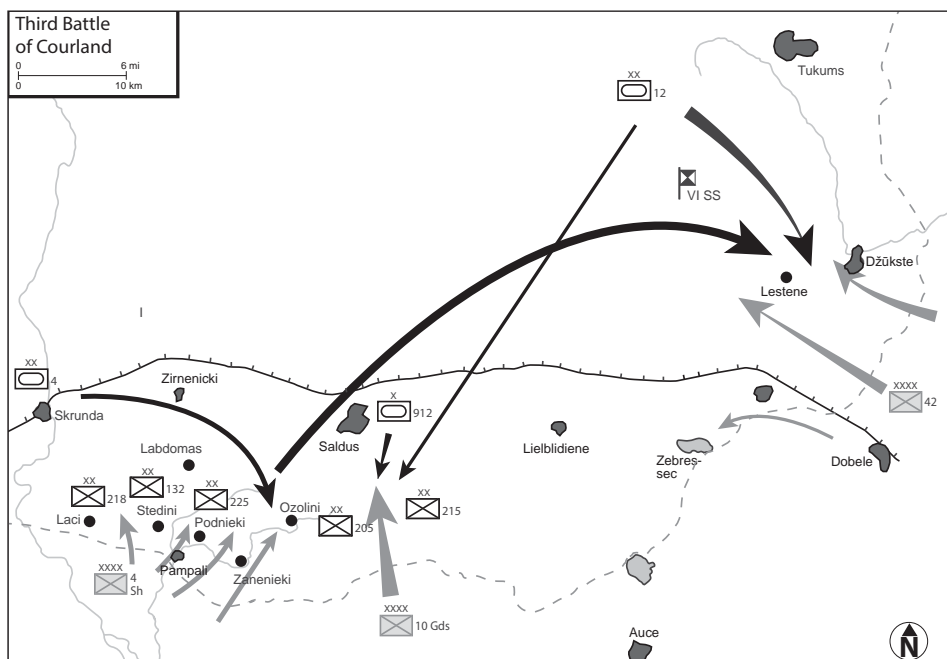 Third Battle
of Courland
0 6 mi
0 10 km
Tukums
xx
12
VI SS
Džūkste
Lestene
xx
4
Zirnenicki
x
912
xxxx
42
Skrunda
Saldus
Labdomas
Lielblidiene
Zebres-
sec
Dobele
xx
132
xx
218
xx
225
xx
215
Stedini
Ozolini
Laci
Podnieki
xx
205
Pampali
Zanenieki
xxxx
4
Sh
xxxx
10 Gds
Auce
N